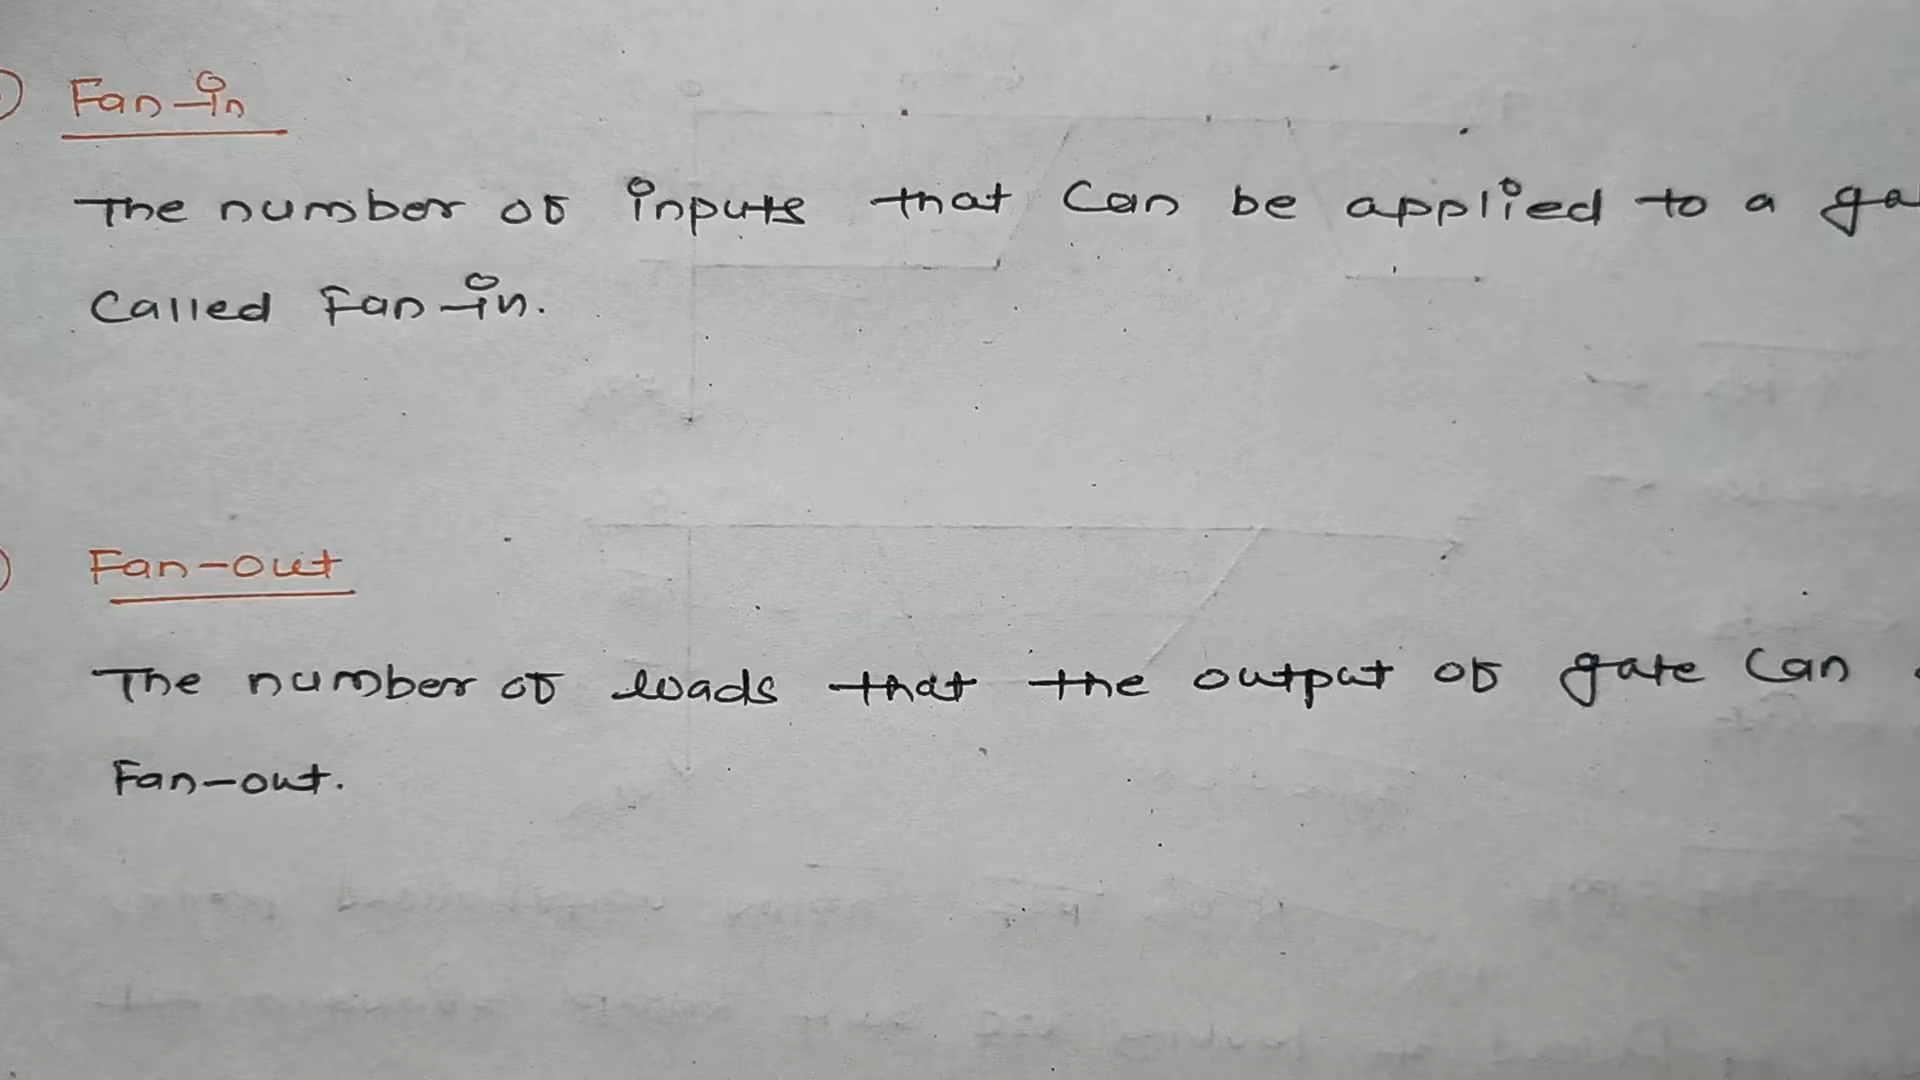 Fan-in
The number of inputs that can be applied to a ga
called Fan-in.
Fan-out
The number of loads that the output of gate can
Fan-out.